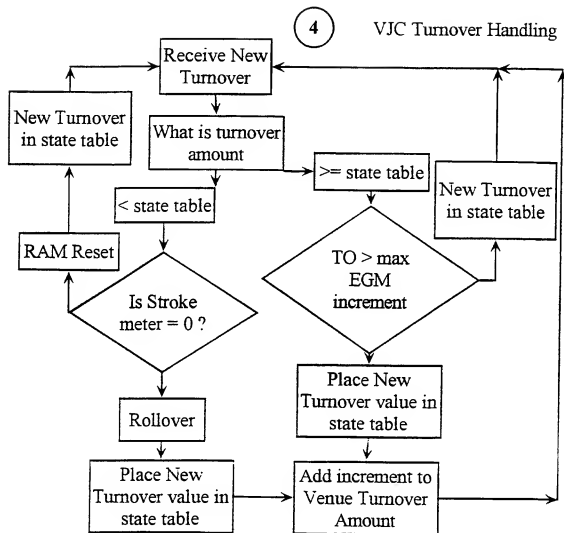 4
VJC Turnover Handling
Receive New
Turnover
New Turnover
in state table
What is turnover
amount
>= state table
New Turnover
in state table
< state table
RAM Reset
TO > max
EGM
increment
Is Stroke
meter = 0 ?
Place New
Turnover value in
state table
Rollover
Place New
Turnover value in
state table
Add increment to
Venue Turnover
Amount